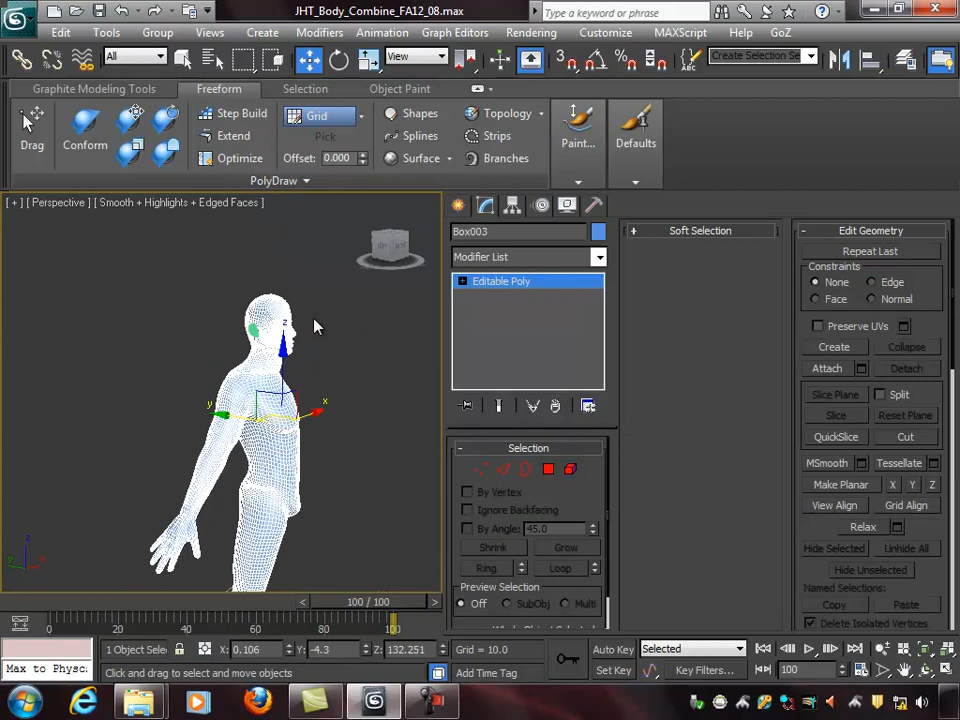 JHT_Body_Combine_FA12_08.max
Type a keyword or phrase
Edit Tools Group Views Create Modifiers Animation Graph Editors Rendering Customize MAXScript Help GoZ
All View Create Selection Se
Graphite Modeling Tools Freeform Selection Object Paint
Drag Conform Step Build Extend Optimize
Grid Pick Offset: 0.000
Shapes Splines Surface
Topology Strips Branches
Paint... Defaults
PolyDraw
[ + ] [ Perspective ] [ Smooth + Highlights + Edged Faces ]
z
y
x
Box003
Modifier List
Editable Poly
Selection
By Vertex
Ignore Backfacing
By Angle: 45.0
Shrink Grow
Ring Loop
Preview Selection
Off SubObj Multi
Soft Selection
Edit Geometry
Repeat Last
Constraints
None Edge
Face Normal
Preserve UVs
Create Collapse
Attach Detach
Slice Plane Split
Slice Reset Plane
QuickSlice Cut
MSmooth Tessellate
Make Planar X Y Z
View Align Grid Align
Relax
Hide Selected Unhide All
Hide Unselected
Named Selections:
Copy Paste
Delete Isolated Vertices
< 100 / 100 >
0 20 40 60 80 100
1 Object Sele X: 0.106 Y: -4.3 Z: 132.251 Grid = 10.0 Auto Key Selected
Max to Physc Click and drag to select and move objects Add Time Tag Set Key Key Filters... 100